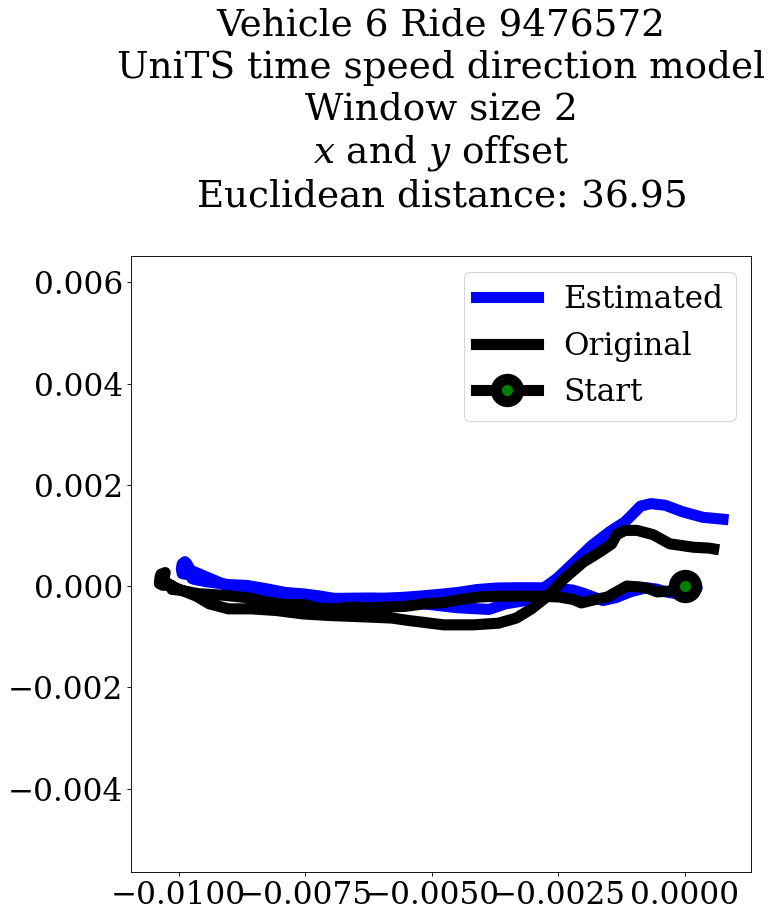 Vehicle 6 Ride 9476572
UniTS time speed direction model
Window size 2
x and y offset
Euclidean distance: 36.95
Estimated
Original
Start
0.006
0.004
0.002
0.000
−0.002
−0.004
−0.0100 −0.0075 −0.0050 −0.0025 0.0000